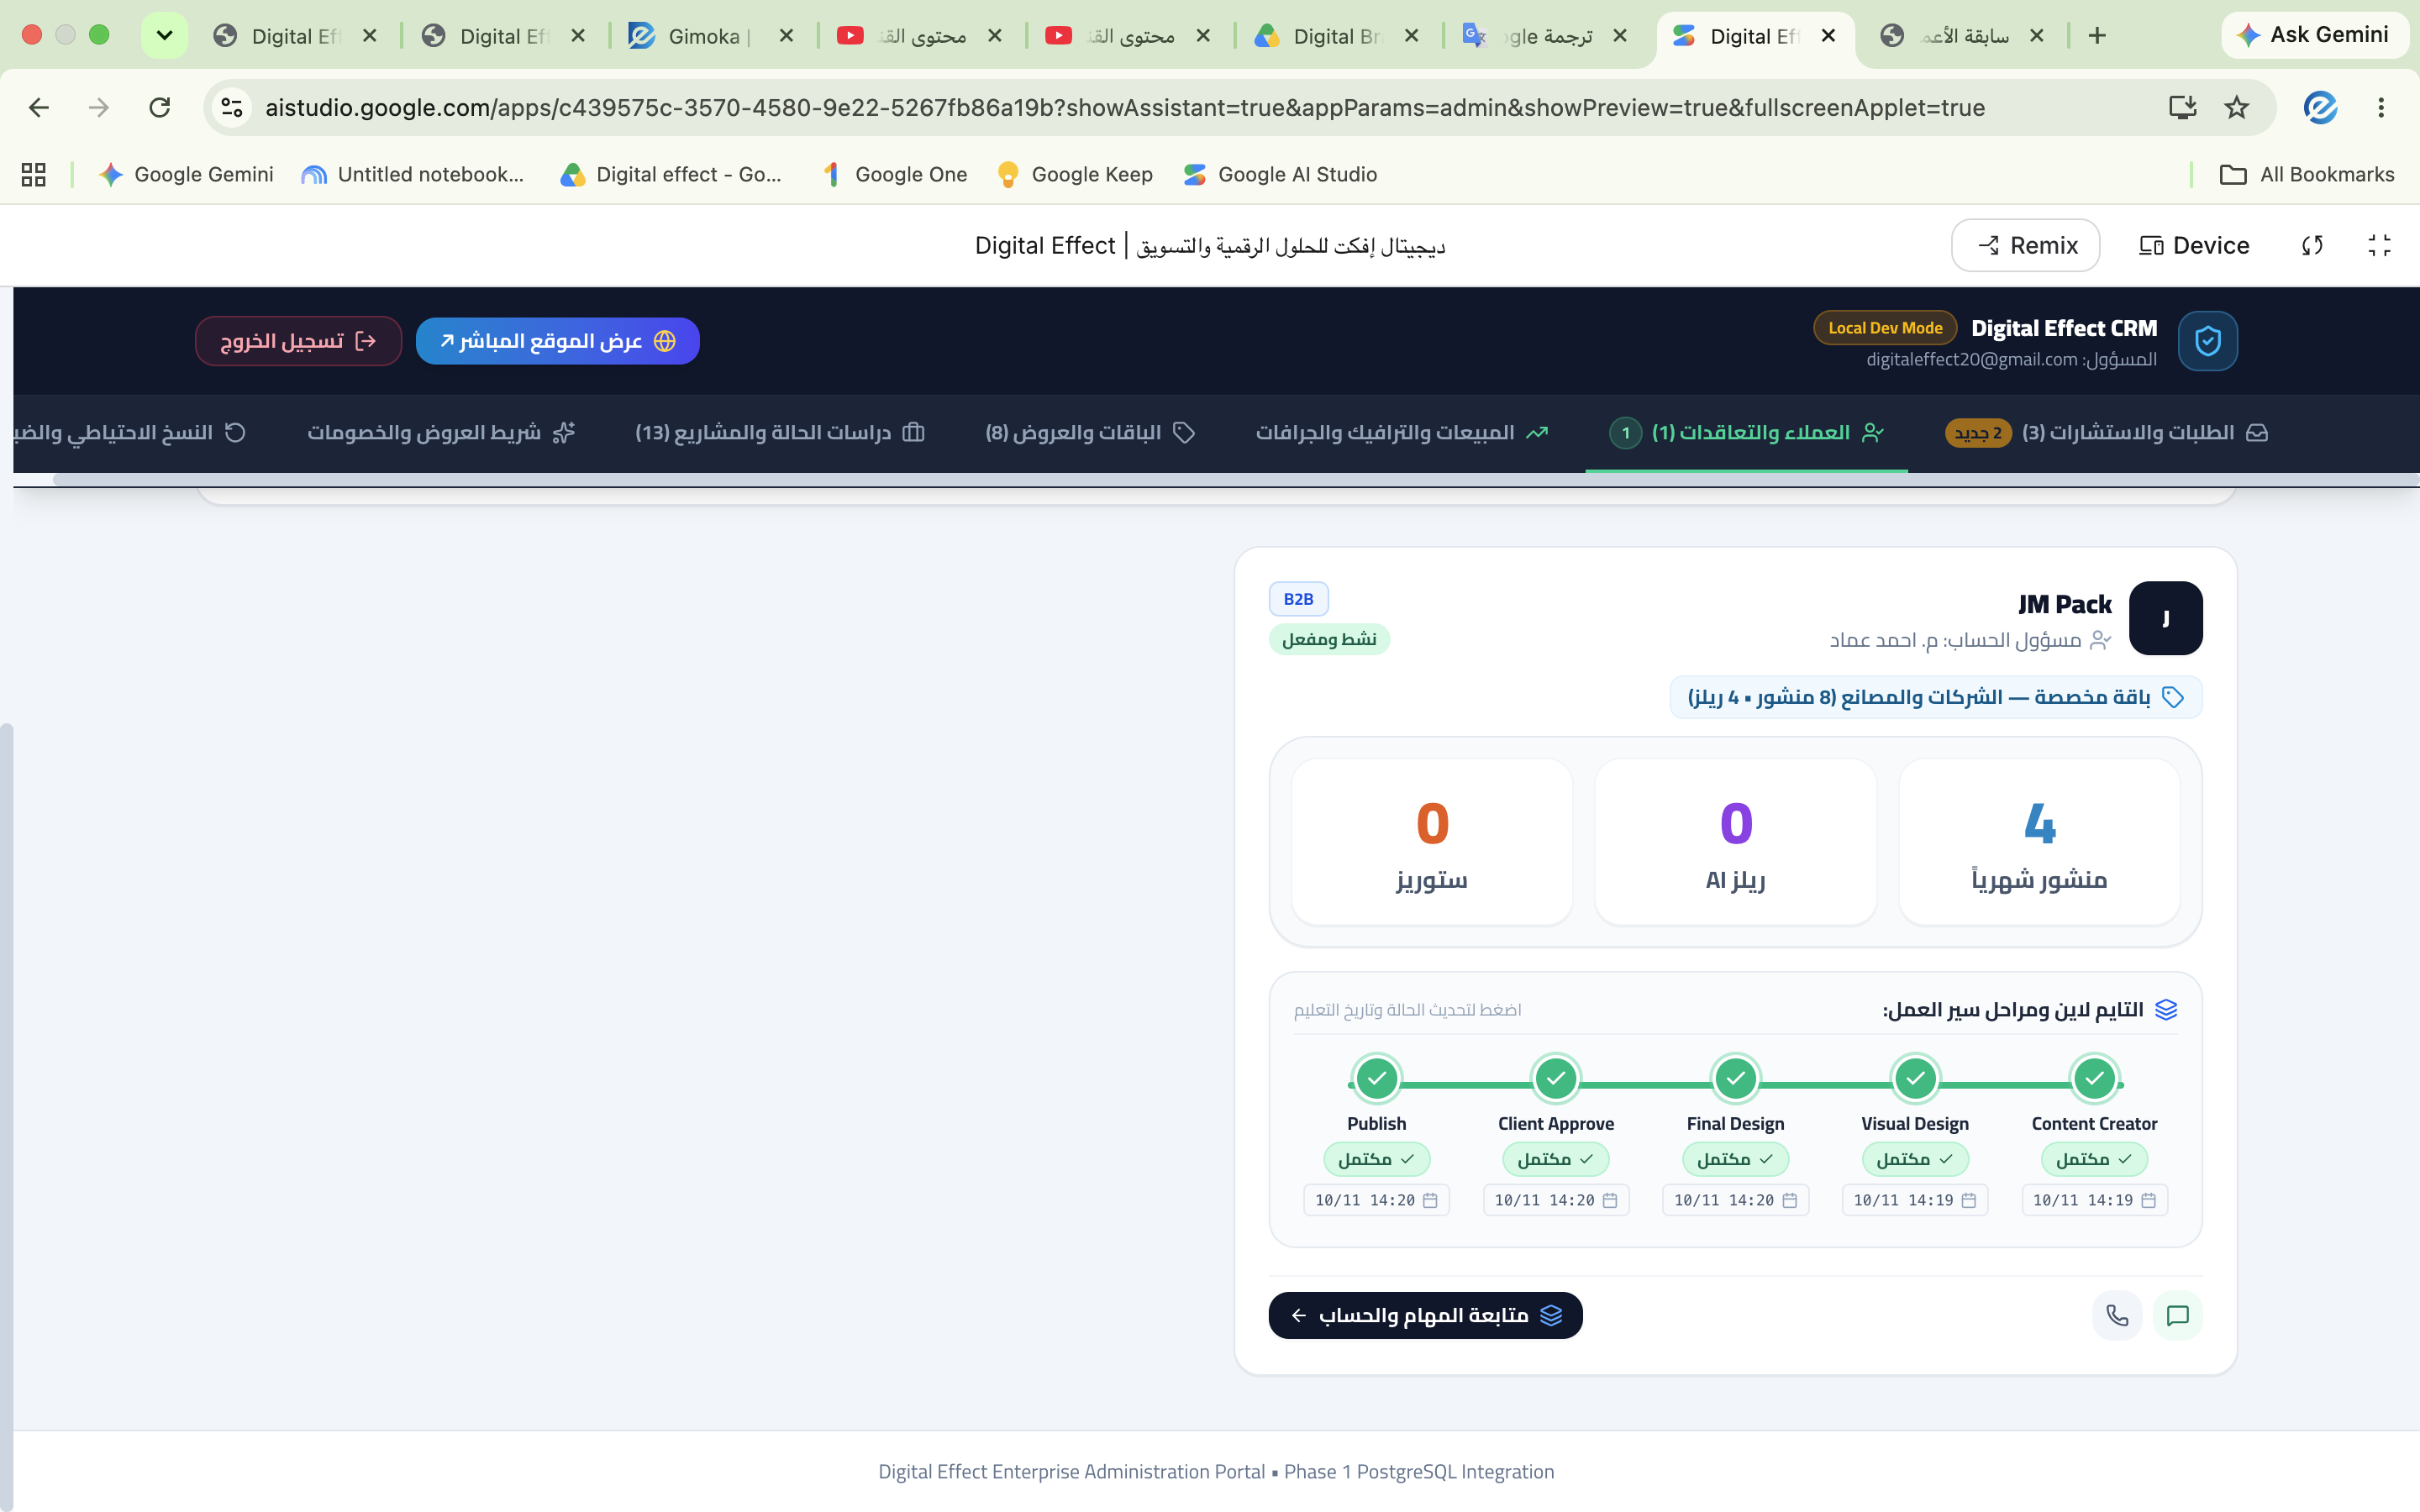 Digital Eff
Digital Eff
Gimoka |
محتوى الق
محتوى الق
Digital Br
ترجمة ogle
Digital Eff
سابقة الأعم
Ask Gemini
aistudio.google.com/apps/c439575c-3570-4580-9e22-5267fb86a19b?showAssistant=true&appParams=admin&showPreview=true&fullscreenApplet=true
Google Gemini
Untitled notebook...
Digital effect - Go...
Google One
Google Keep
Google AI Studio
All Bookmarks
Digital Effect | ديجيتال إفكت للحلول الرقمية والتسويق
Remix
Device
Digital Effect CRM
Local Dev Mode
المسؤول: digitaleffect20@gmail.com
عرض الموقع المباشر
تسجيل الخروج
الطلبات والاستشارات (3)
2 جديد
العملاء والتعاقدات (1)
1
المبيعات والترافيك والجرافات
الباقات والعروض (8)
دراسات الحالة والمشاريع (13)
شريط العروض والخصومات
النسخ الاحتياطي والضب
J
JM Pack
مسؤول الحساب: م. احمد عماد
B2B
نشط ومفعل
باقة مخصصة — الشركات والمصانع (8 منشور • 4 ريلز)
4
منشور شهرياً
0
ريلز AI
0
ستوريز
التايم لاين ومراحل سير العمل:
اضغط لتحديث الحالة وتاريخ التعليم
Content Creator
مكتمل
10/11 14:19
Visual Design
مكتمل
10/11 14:19
Final Design
مكتمل
10/11 14:20
Client Approve
مكتمل
10/11 14:20
Publish
مكتمل
10/11 14:20
متابعة المهام والحساب
Digital Effect Enterprise Administration Portal • Phase 1 PostgreSQL Integration